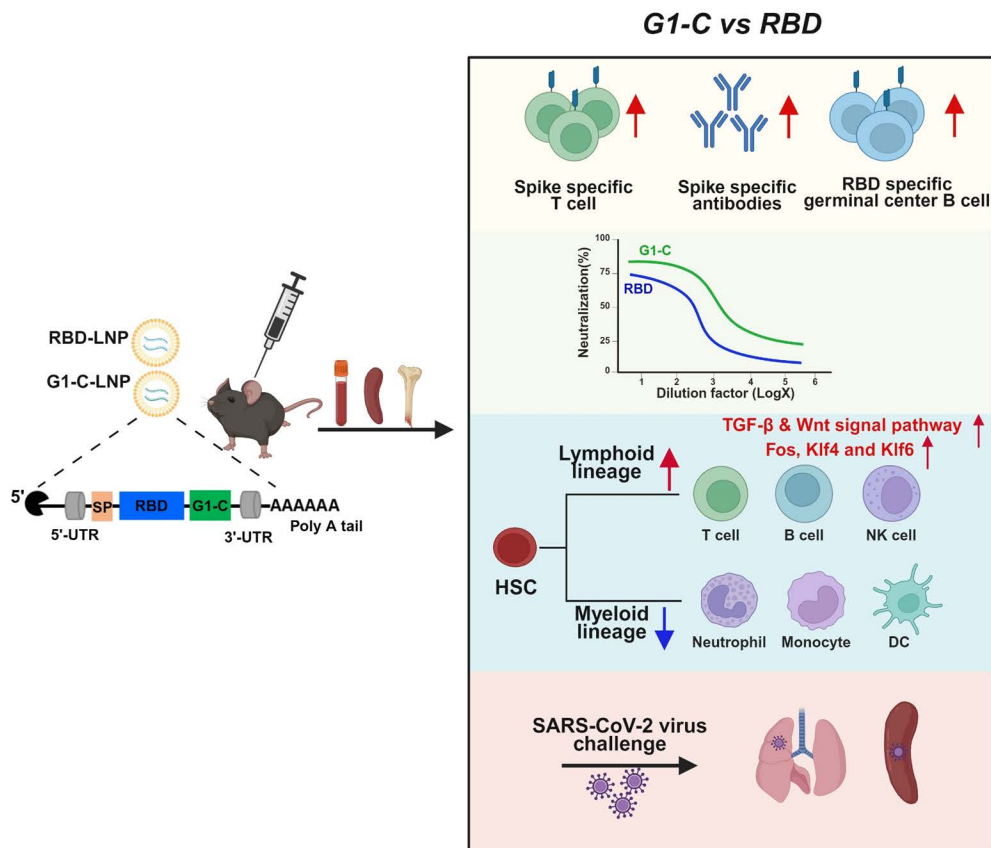 G1-C vs RBD
Spike specific
T cell
Spike specific
antibodies
RBD specific
germinal center B cell
100
75
50
25
0
Neutralization(%)
G1-C
RBD
1 2 3 4 5 6
Dilution factor (LogX)
RBD-LNP
G1-C-LNP
5'
SP
RBD
G1-C
AAAAAA
5'-UTR
3'-UTR
Poly A tail
TGF-β & Wnt signal pathway
Fos, Klf4 and Klf6
Lymphoid
lineage
T cell
B cell
NK cell
HSC
Myeloid
lineage
Neutrophil
Monocyte
DC
SARS-CoV-2 virus
challenge